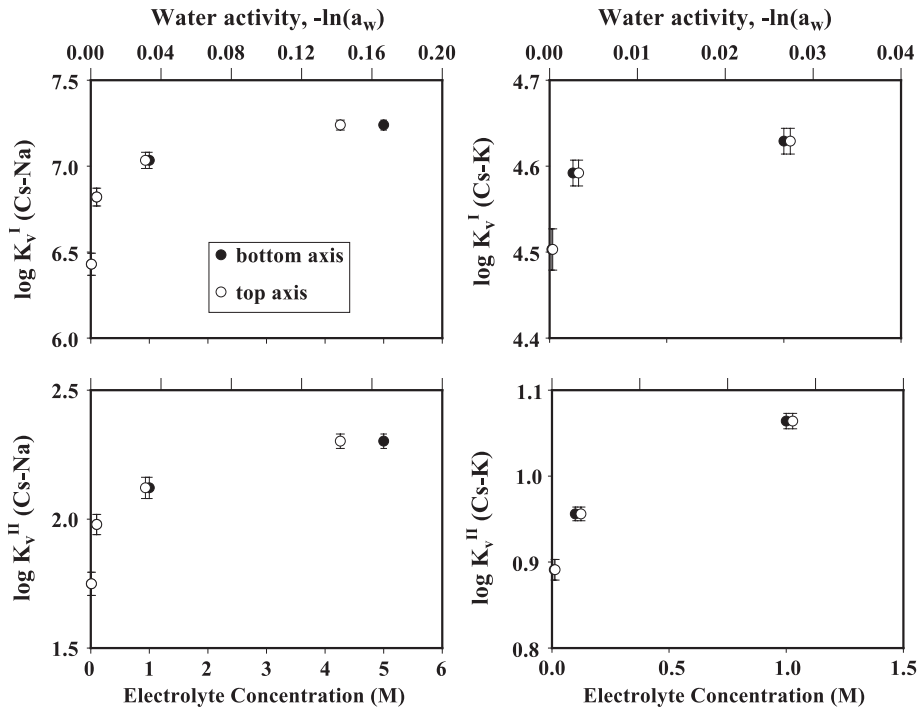 Water activity, -ln(a_w)
0.00 0.04 0.08 0.12 0.16 0.20
7.5
7.0
6.5
6.0
log K_v^I (Cs-Na)
bottom axis
top axis
Water activity, -ln(a_w)
0.00 0.01 0.02 0.03 0.04
4.7
4.6
4.5
4.4
log K_v^I (Cs-K)
2.5
2.0
1.5
log K_v^II (Cs-Na)
0 1 2 3 4 5 6
Electrolyte Concentration (M)
1.1
1.0
0.9
0.8
log K_v^II (Cs-K)
0.0 0.5 1.0 1.5
Electrolyte Concentration (M)